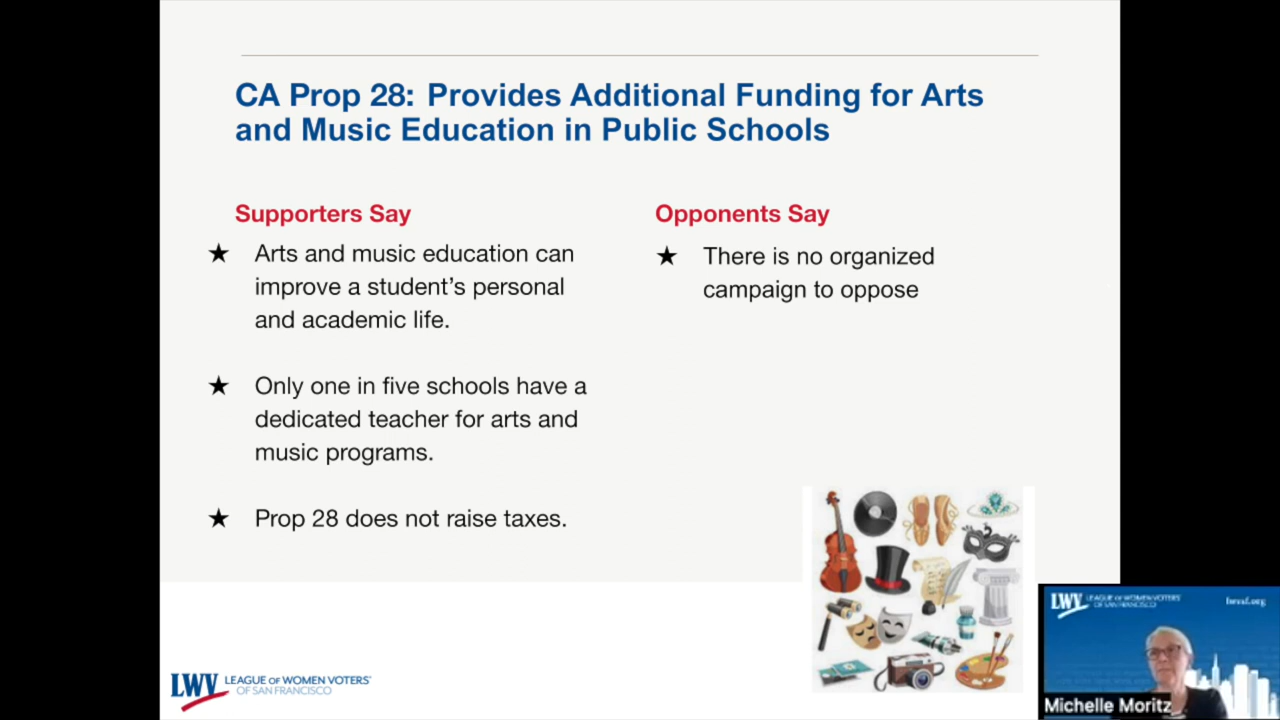 CA Prop 28: Provides Additional Funding for Arts
and Music Education in Public Schools
Supporters Say
★ Arts and music education can
improve a student’s personal
and academic life.
★ Only one in five schools have a
dedicated teacher for arts and
music programs.
★ Prop 28 does not raise taxes.
Opponents Say
★ There is no organized
campaign to oppose
LWV LEAGUE OF WOMEN VOTERS®
OF SAN FRANCISCO
LWV LEAGUE OF WOMEN VOTERS®
OF SAN FRANCISCO
lwvsf.org
Michelle Moritz